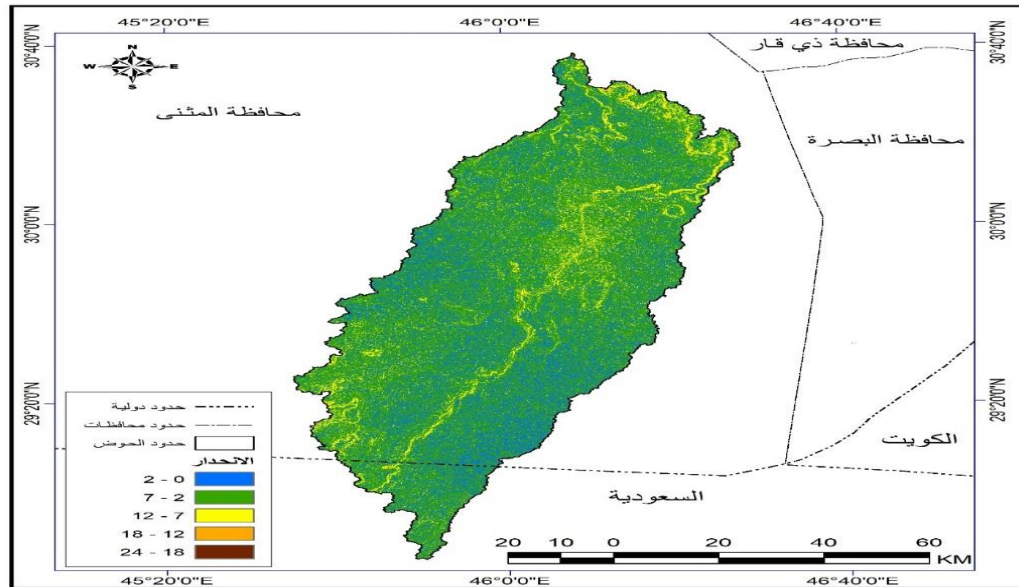 45°20'0"E
46°0'0"E
46°40'0"E
30°40'0"N
30°40'0"N
N
W E
S
محافظة ذي قار
محافظة المثنى
محافظة البصرة
30°0'0"N
30°0'0"N
29°20'0"N
29°20'0"N
الكويت
السعودية
حدود دولية
حدود محافظات
حدود الحوض
الانحدار
2 - 0
7 - 2
12 - 7
18 - 12
24 - 18
20 10 0 20 40 60
KM
45°20'0"E
46°0'0"E
46°40'0"E